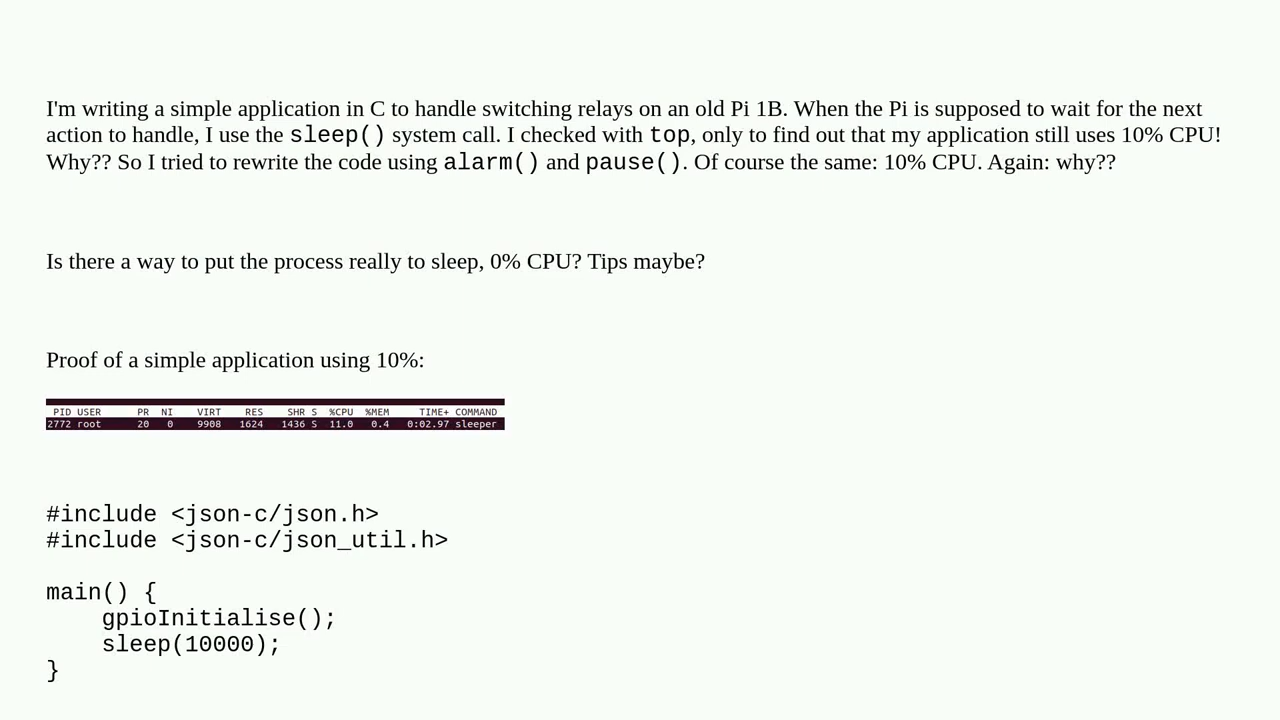 I'm writing a simple application in C to handle switching relays on an old Pi 1B. When the Pi is supposed to wait for the next
action to handle, I use the sleep() system call. I checked with top, only to find out that my application still uses 10% CPU!
Why?? So I tried to rewrite the code using alarm() and pause(). Of course the same: 10% CPU. Again: why??
Is there a way to put the process really to sleep, 0% CPU? Tips maybe?
Proof of a simple application using 10%:
PID USER PR NI VIRT RES SHR S %CPU %MEM TIME+ COMMAND
2772 root 20 0 9908 1624 1436 S 11.0 0.4 0:02.97 sleeper
#include <json-c/json.h>
#include <json-c/json_util.h>
main() {
    gpioInitialise();
    sleep(10000);
}